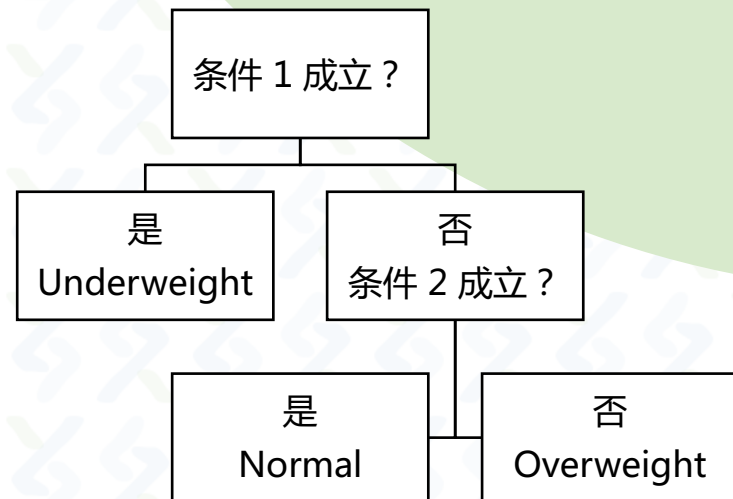 条件 1 成立？
是
Underweight
否
条件 2 成立？
是
Normal
否
Overweight